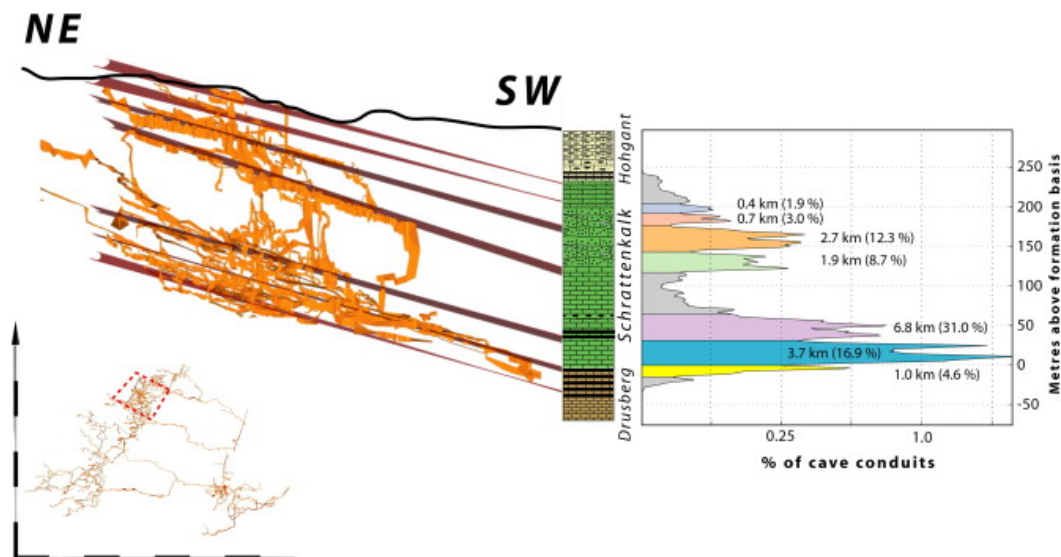 NE
SW
Hohgant
Schrattenkalk
Drusberg
0.4 km (1.9 %)
0.7 km (3.0 %)
2.7 km (12.3 %)
1.9 km (8.7 %)
6.8 km (31.0 %)
3.7 km (16.9 %)
1.0 km (4.6 %)
250
200
150
100
50
0
-50
Metres above formation basis
0.25
1.0
% of cave conduits